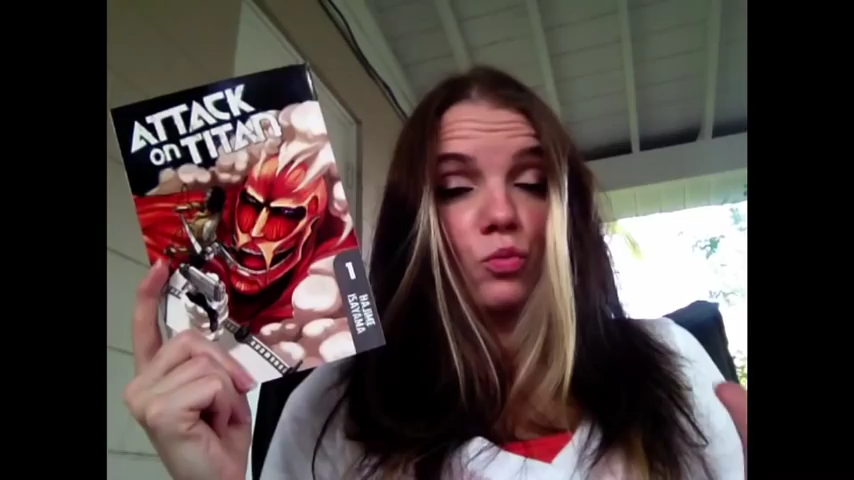 ATTACK
on TITAN
1
HAJIME
ISAYAMA